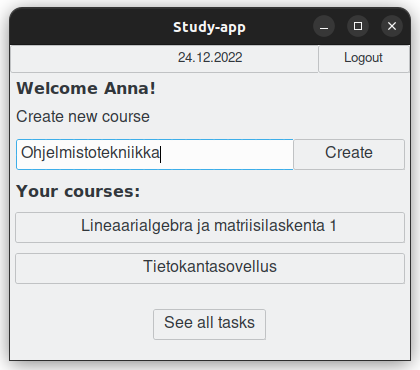 Study-app
24.12.2022 Logout
Welcome Anna!
Create new course
Ohjelmistotekniikka Create
Your courses:
Lineaarialgebra ja matriisilaskenta 1
Tietokantasovellus
See all tasks